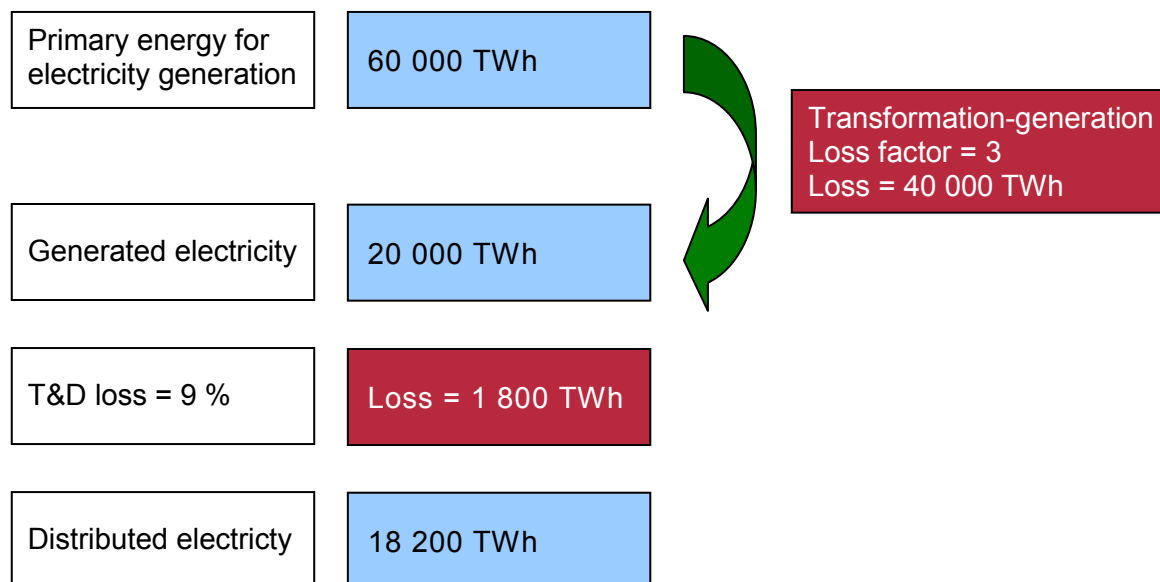 Primary energy for
electricity generation
60 000 TWh
Transformation-generation
Loss factor = 3
Loss = 40 000 TWh
Generated electricity
20 000 TWh
T&D loss = 9 %
Loss = 1 800 TWh
Distributed electricty
18 200 TWh